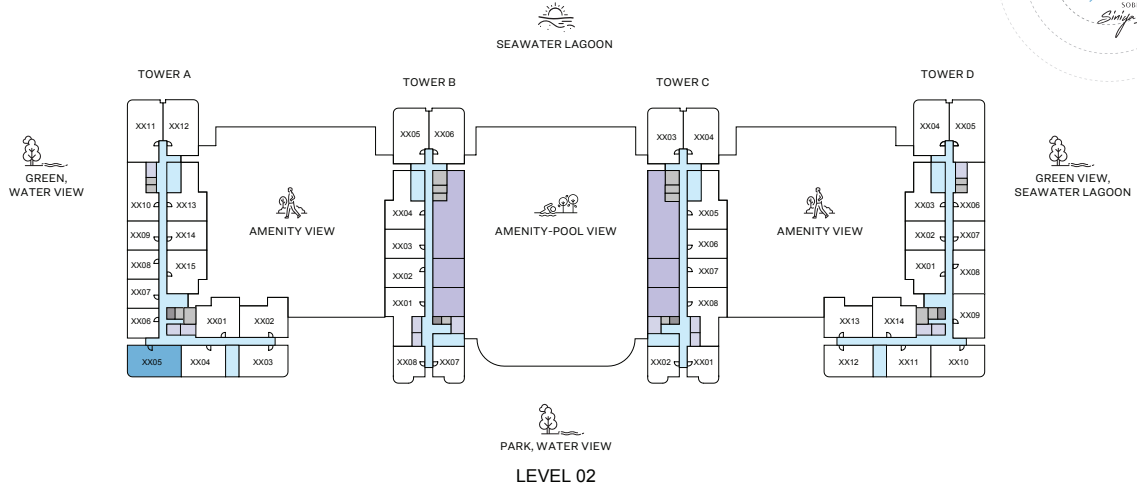 SOB
Siniya
SEAWATER LAGOON
TOWER A
TOWER B
TOWER C
TOWER D
XX11 XX12
XX05 XX06
XX03 XX04
XX04 XX05
GREEN,
WATER VIEW
GREEN VIEW,
SEAWATER LAGOON
XX10 XX13
XX09 XX14
XX08 XX15
XX07
XX06 XX01 XX02
XX05 XX04 XX03
AMENITY VIEW
XX04
XX03
XX02
XX01
XX08 XX07
AMENITY-POOL VIEW
XX05
XX06
XX07
XX08
XX02 XX01
AMENITY VIEW
XX03 XX06
XX02 XX07
XX01 XX08
XX09
XX13 XX14
XX12 XX11 XX10
PARK, WATER VIEW
LEVEL 02